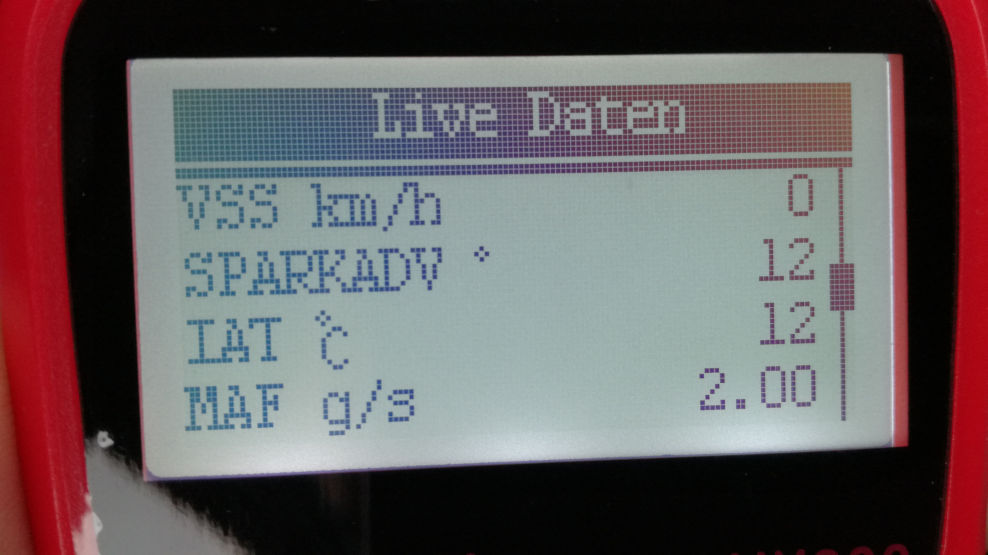 Live Daten
VSS km/h 0
SPARKADV ° 12
IAT °C 12
MAF g/s 2.00